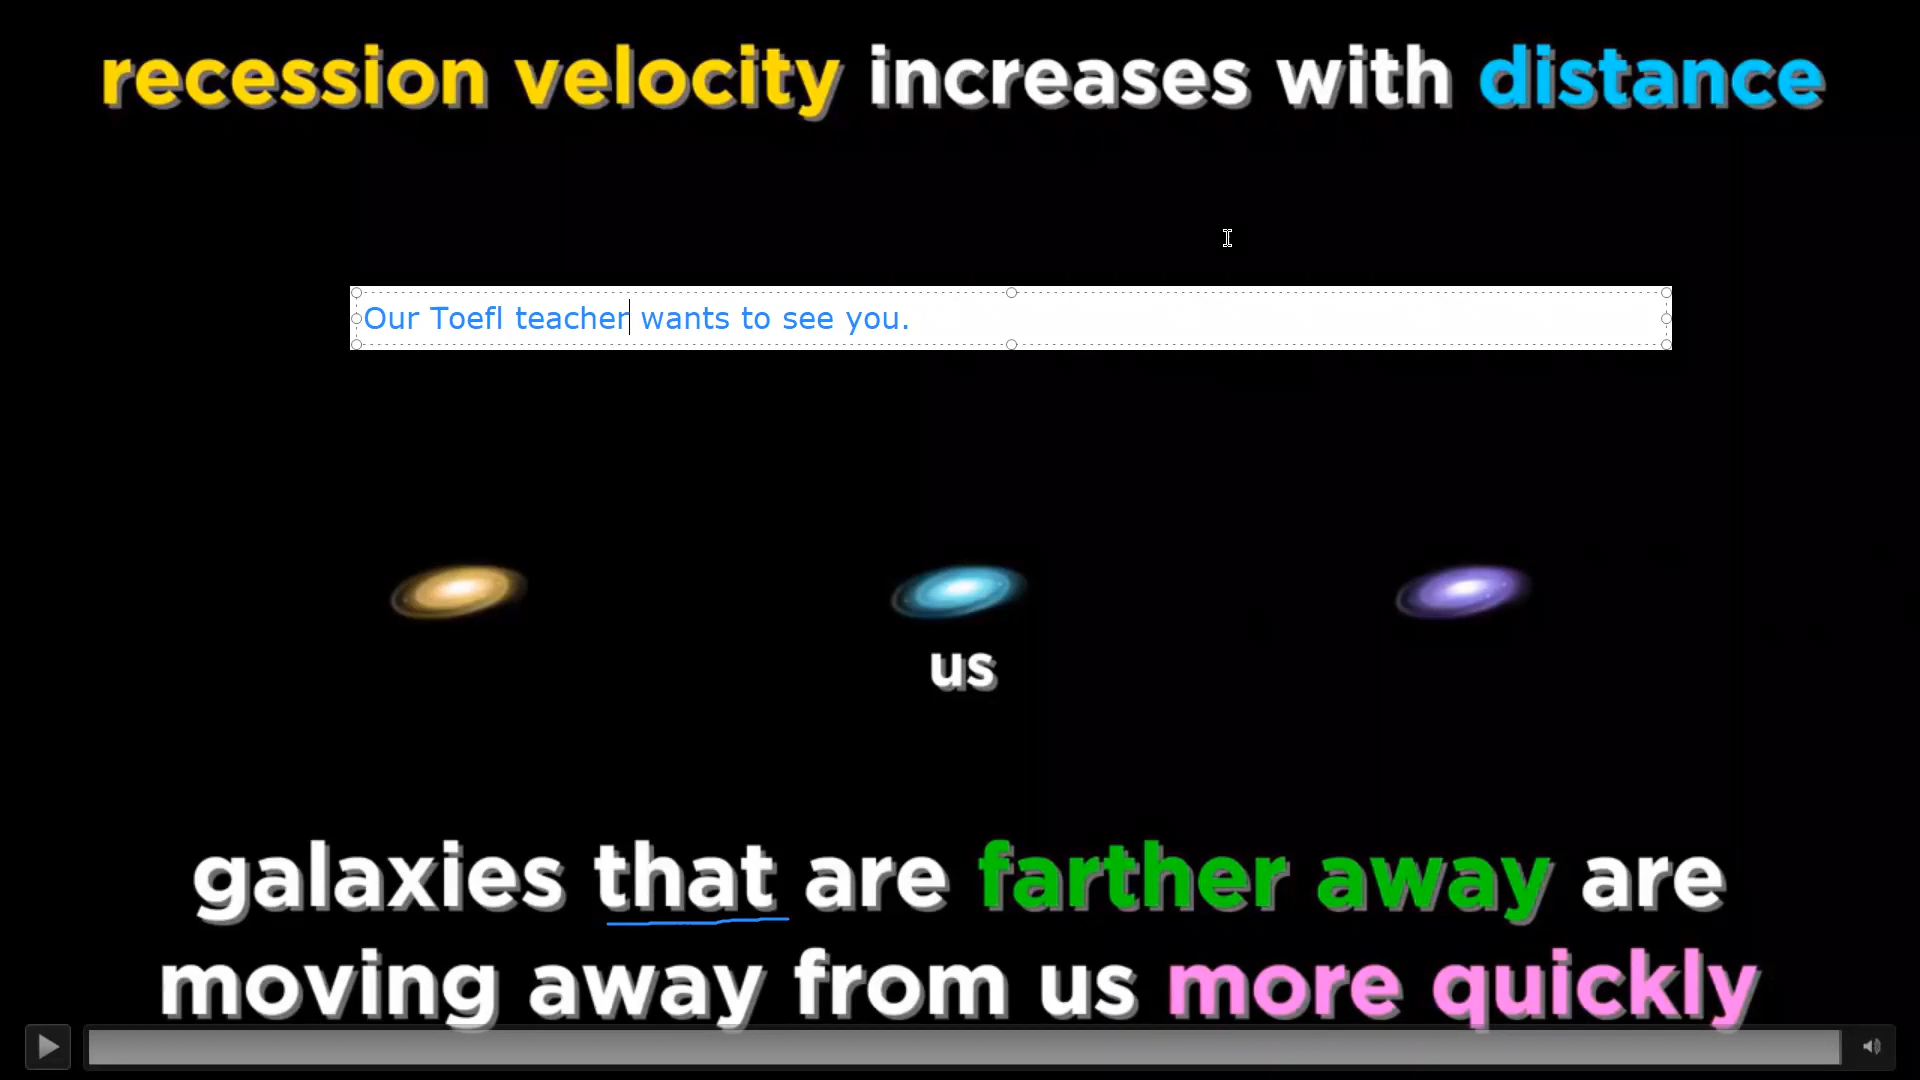 recession velocity increases with distance
Our Toefl teacher wants to see you.
us
galaxies that are farther away are
moving away from us more quickly